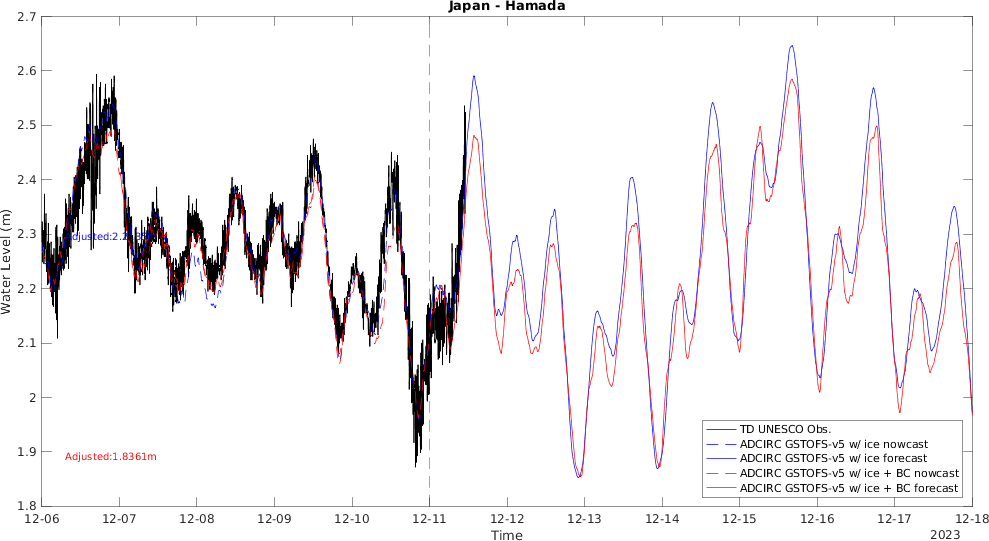 Japan - Hamada
Water Level (m)
2.7
2.6
2.5
2.4
2.3
2.2
2.1
2
1.9
1.8
Adjusted:1.8361m
TD UNESCO Obs.
ADCIRC GSTOFS-v5 w/ ice nowcast
ADCIRC GSTOFS-v5 w/ ice forecast
ADCIRC GSTOFS-v5 w/ ice + BC nowcast
ADCIRC GSTOFS-v5 w/ ice + BC forecast
12-06 12-07 12-08 12-09 12-10 12-11 12-12 12-13 12-14 12-15 12-16 12-17 12-18
Time
2023